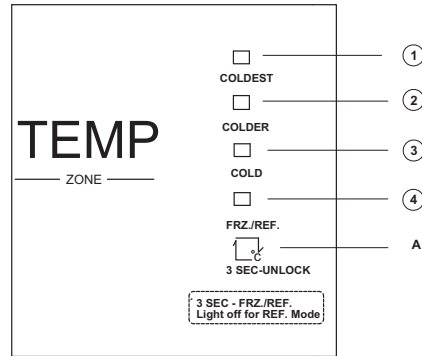 1
COLDEST
2
COLDER
TEMP
3
ZONE
COLD
4
FRZ./REF.
°C
A
3 SEC-UNLOCK
3 SEC - FRZ./REF.
Light off for REF. Mode